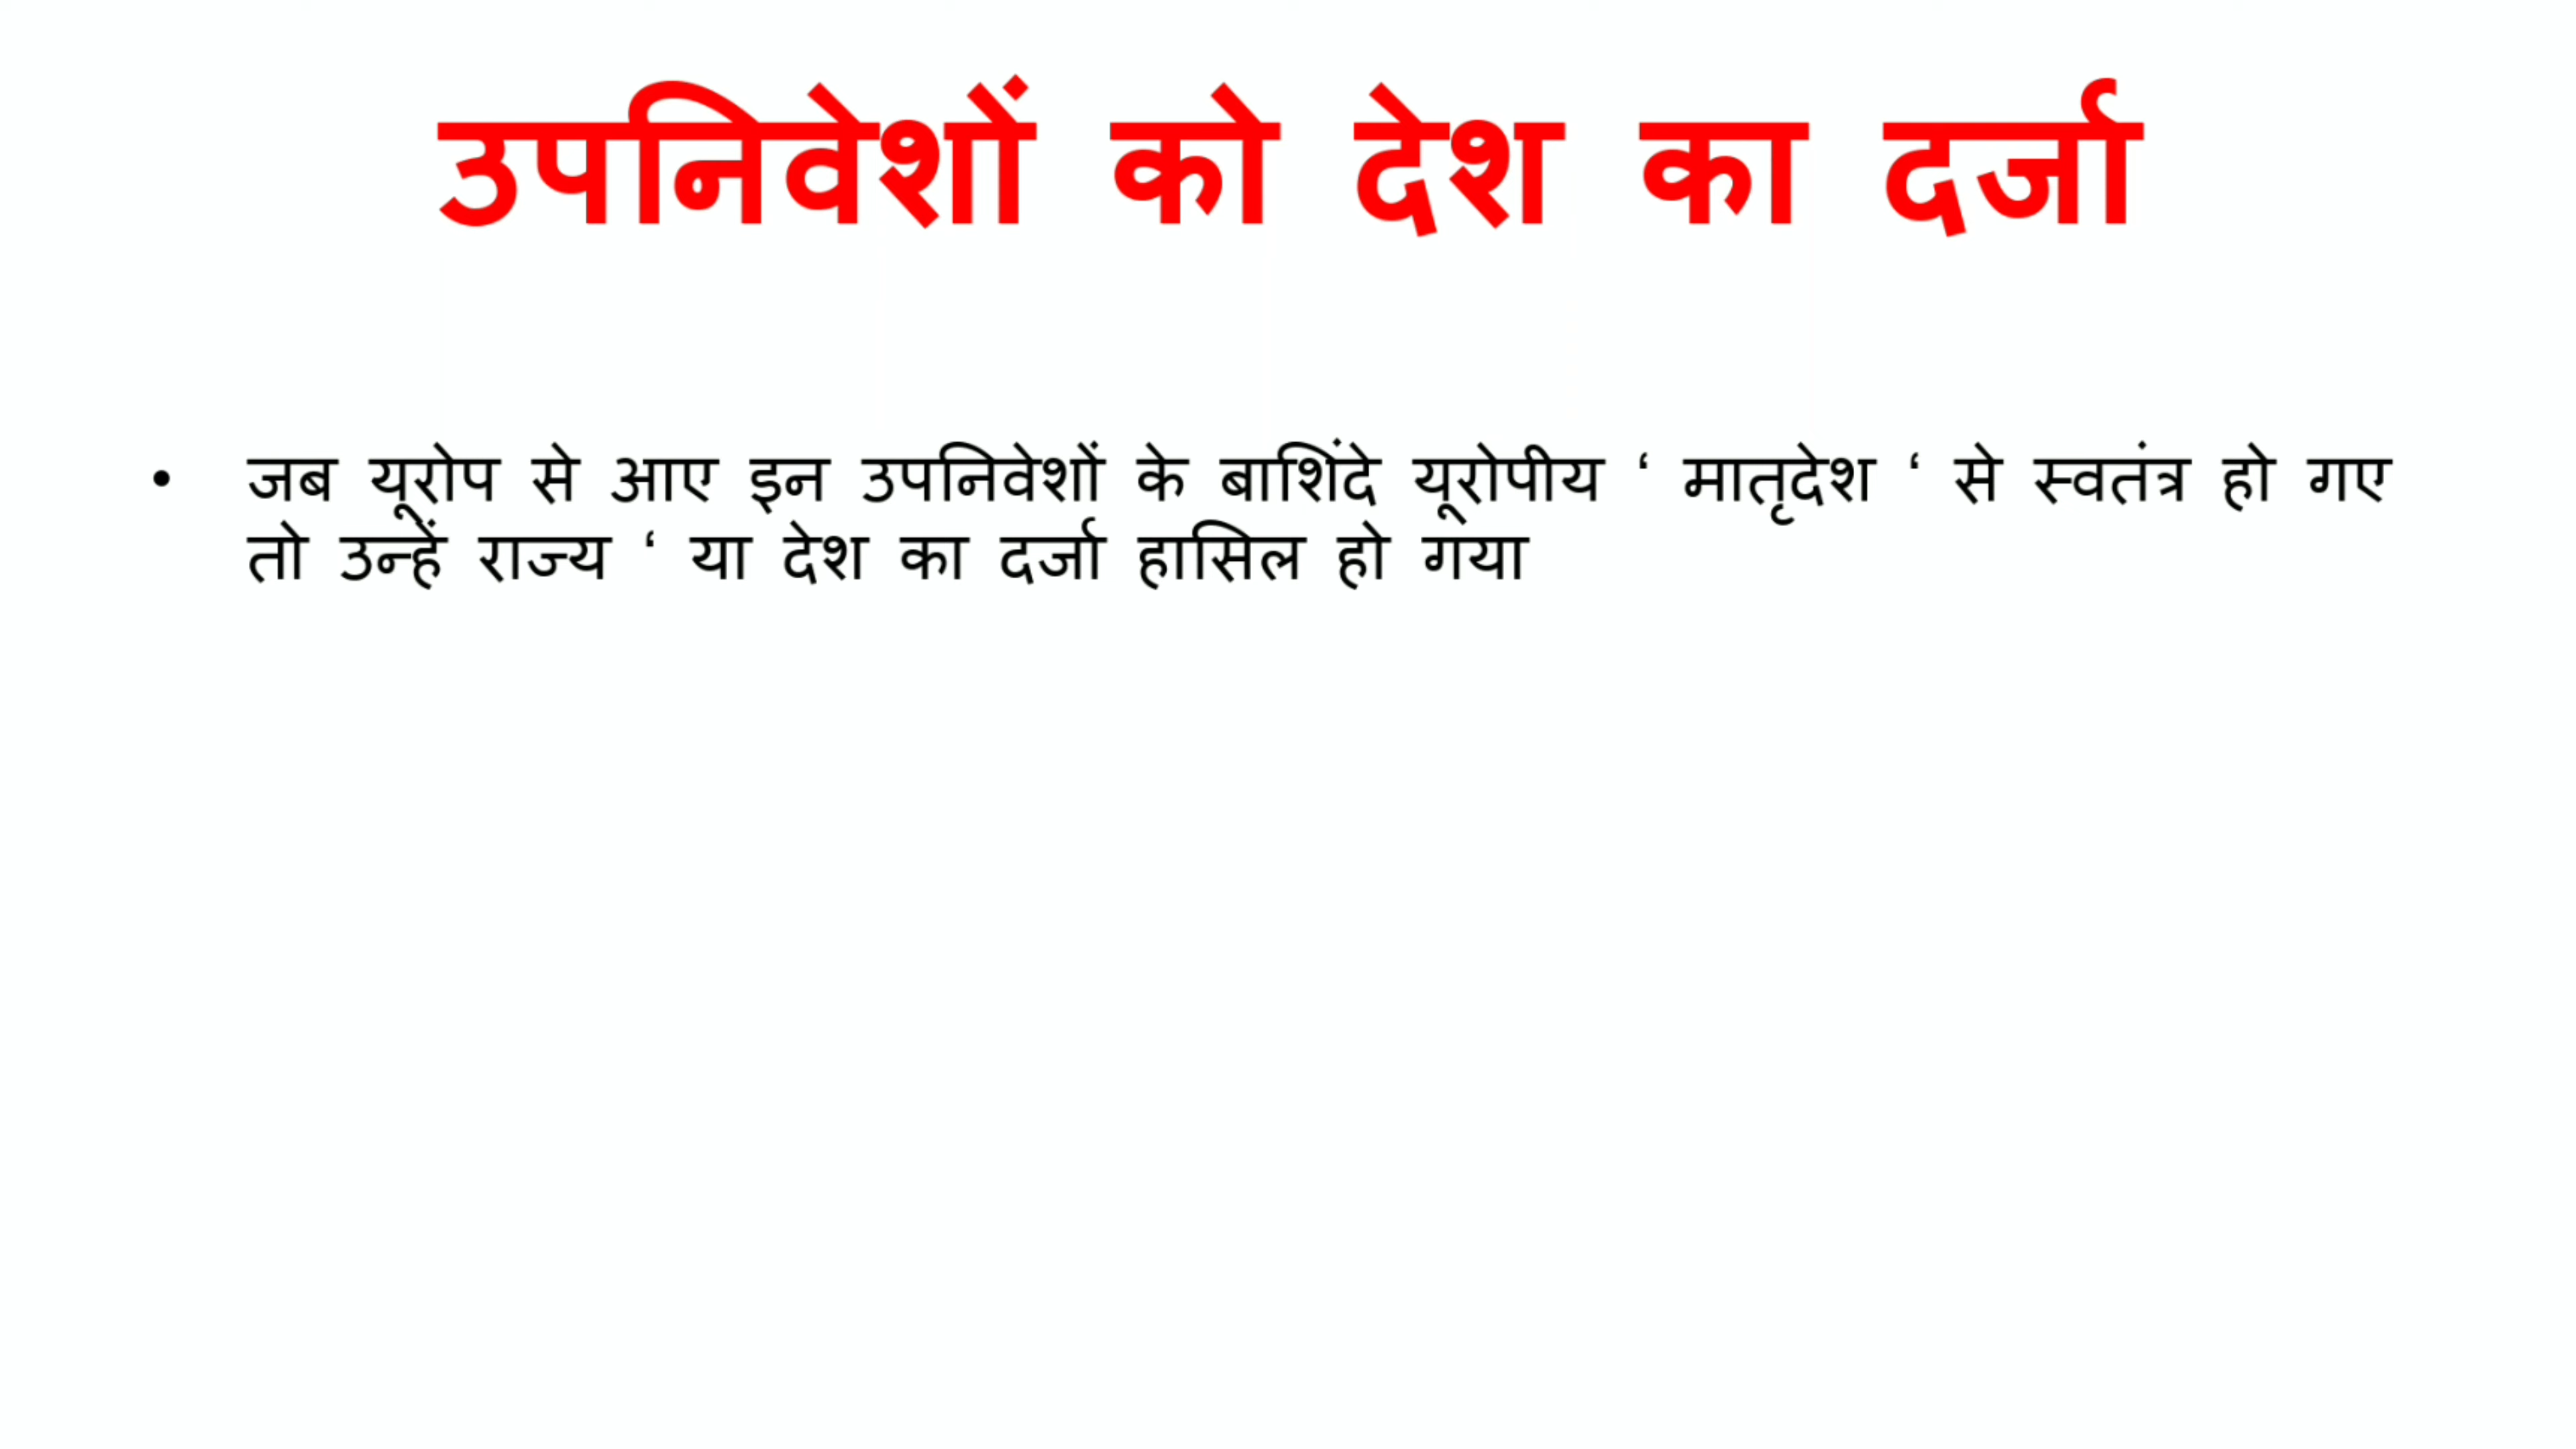 उपनिवेशों को देश का दर्जा
• जब यूरोप से आए इन उपनिवेशों के बाशिंदे यूरोपीय ‘ मातृदेश ‘ से स्वतंत्र हो गए
तो उन्हें राज्य ‘ या देश का दर्जा हासिल हो गया